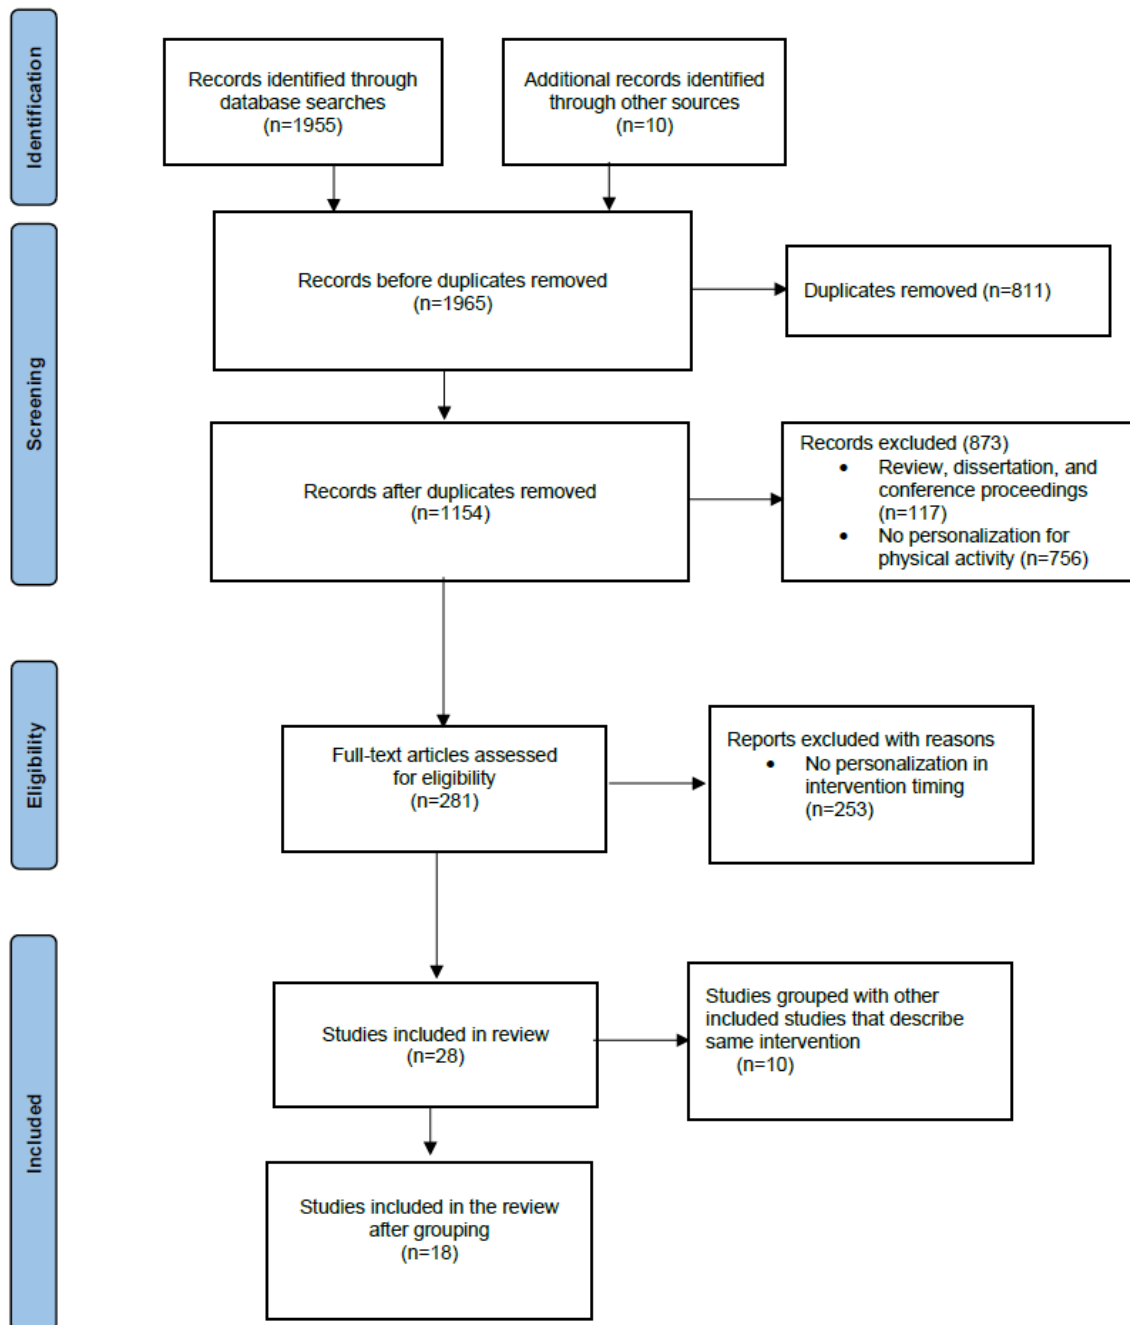 Identification
Records identified through
database searches
(n=1955)
Additional records identified
through other sources
(n=10)
Screening
Records before duplicates removed
(n=1965)
Duplicates removed (n=811)
Records after duplicates removed
(n=1154)
Records excluded (873)
• Review, dissertation, and
conference proceedings
(n=117)
• No personalization for
physical activity (n=756)
Eligibility
Full-text articles assessed
for eligibility
(n=281)
Reports excluded with reasons
• No personalization in
intervention timing
(n=253)
Included
Studies included in review
(n=28)
Studies grouped with other
included studies that describe
same intervention
(n=10)
Studies included in the review
after grouping
(n=18)